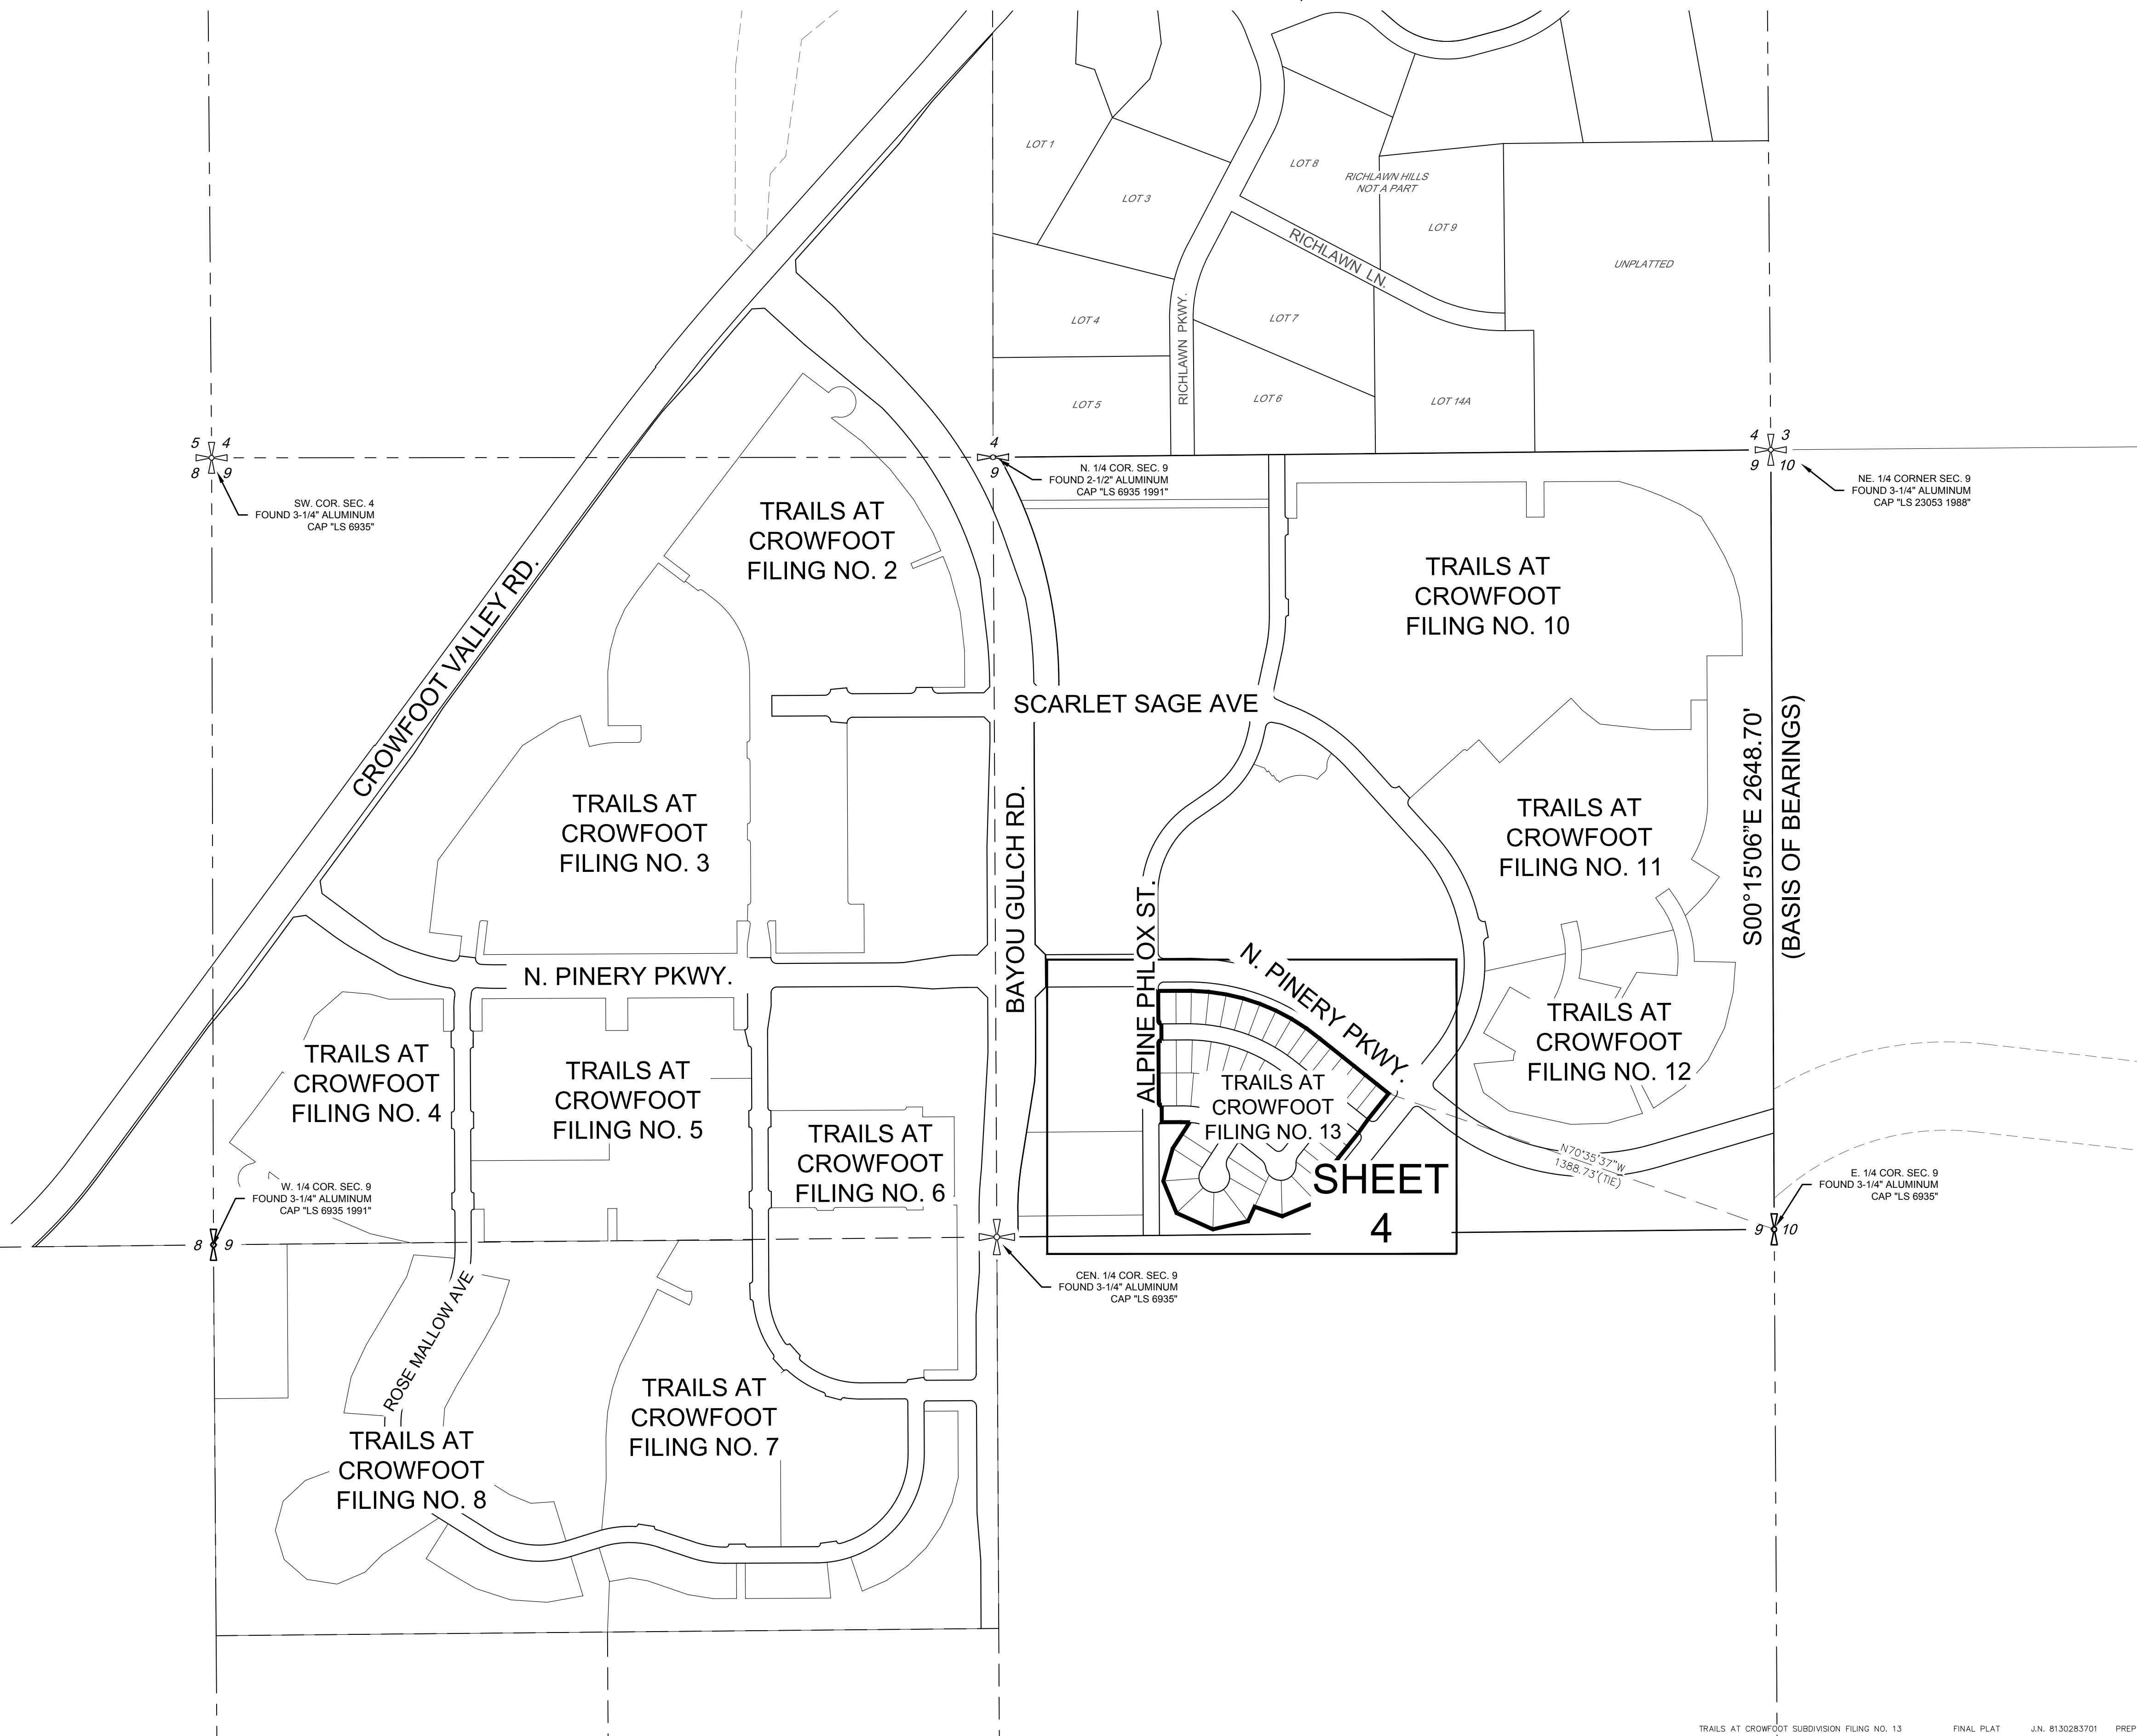 LOT 1
LOT 3
LOT 8
RICHLAWN HILLS
NOT A PART
LOT 9
RICHLAWN LN.
UNPLATTED
LOT 4
RICHLAWN PKWY.
LOT 7
LOT 5
LOT 6
LOT 14A
5 4
8 9
SW. COR. SEC. 4
FOUND 3-1/4" ALUMINUM
CAP "LS 6935"
4
9
N. 1/4 COR. SEC. 9
FOUND 2-1/2" ALUMINUM
CAP "LS 6935 1991"
4 3
9 10
NE. 1/4 CORNER SEC. 9
FOUND 3-1/4" ALUMINUM
CAP "LS 23053 1988"
TRAILS AT
CROWFOOT
FILING NO. 2
TRAILS AT
CROWFOOT
FILING NO. 10
CROWFOOT VALLEY RD.
SCARLET SAGE AVE
S00°15'06"E 2648.70'
(BASIS OF BEARINGS)
TRAILS AT
CROWFOOT
FILING NO. 3
BAYOU GULCH RD.
TRAILS AT
CROWFOOT
FILING NO. 11
ALPINE PHLOX ST.
N. PINERY PKWY.
N. PINERY PKWY.
TRAILS AT
CROWFOOT
FILING NO. 12
TRAILS AT
CROWFOOT
FILING NO. 4
TRAILS AT
CROWFOOT
FILING NO. 5
TRAILS AT
CROWFOOT
FILING NO. 6
TRAILS AT
CROWFOOT
FILING NO. 13
SHEET
4
N70°35'37"W
1388.73'(TIE)
W. 1/4 COR. SEC. 9
FOUND 3-1/4" ALUMINUM
CAP "LS 6935 1991"
8 9
E. 1/4 COR. SEC. 9
FOUND 3-1/4" ALUMINUM
CAP "LS 6935"
9 10
CEN. 1/4 COR. SEC. 9
FOUND 3-1/4" ALUMINUM
CAP "LS 6935"
ROSE MALLOW AVE
TRAILS AT
CROWFOOT
FILING NO. 7
TRAILS AT
CROWFOOT
FILING NO. 8
TRAILS AT CROWFOOT SUBDIVISION FILING NO. 13 FINAL PLAT J.N. 8130283701 PREP